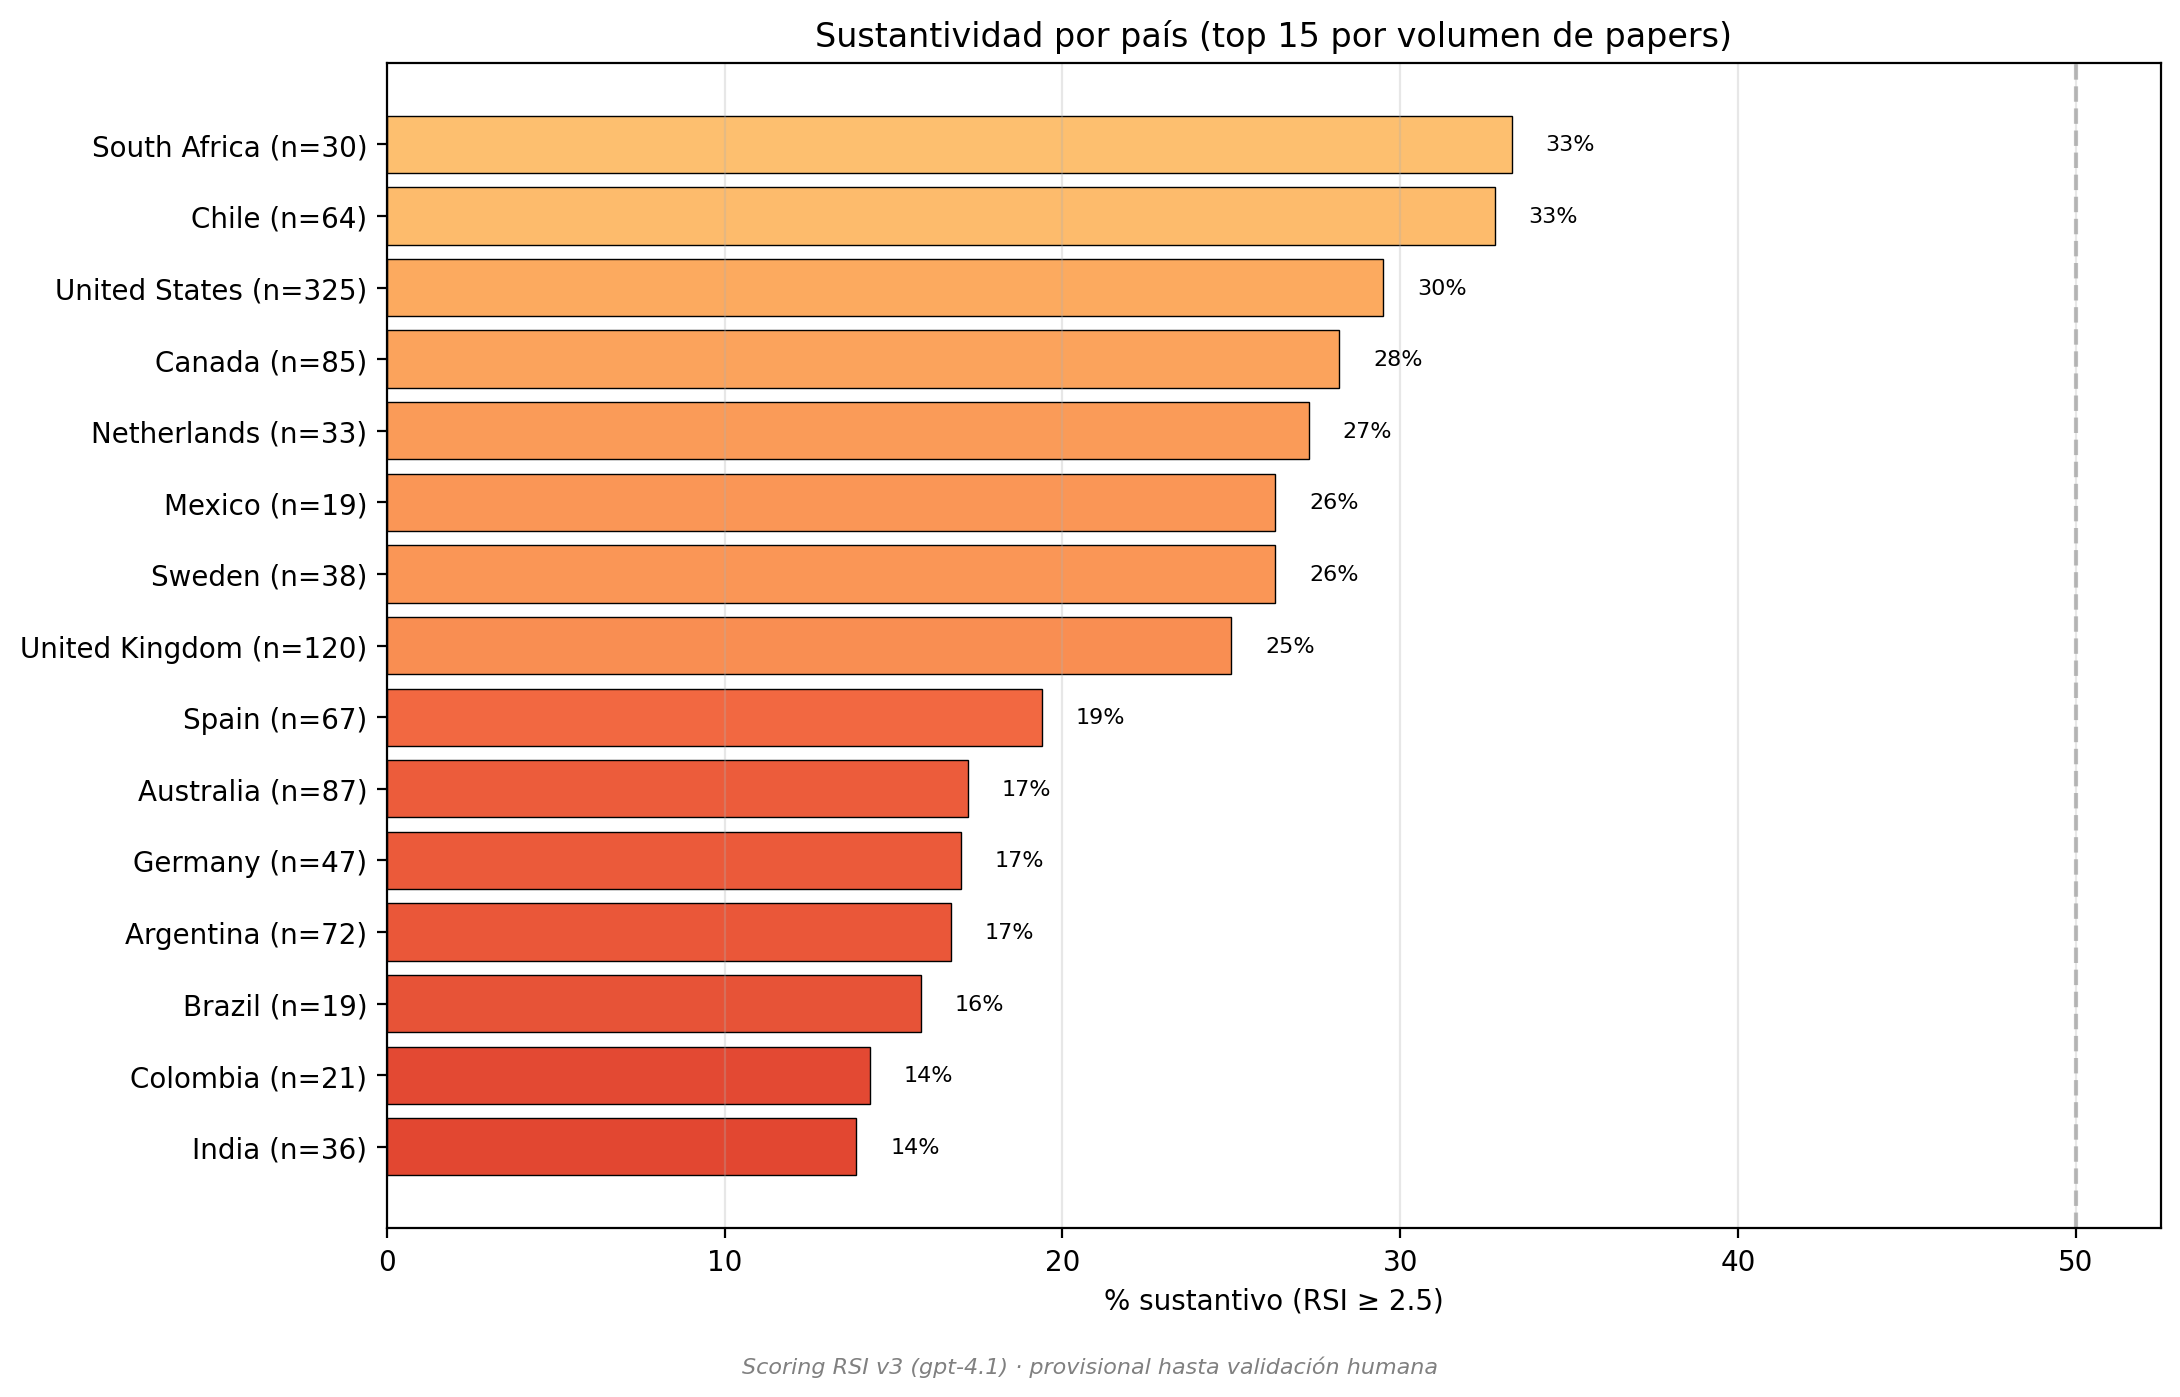 Sustantividad por país (top 15 por volumen de papers)
South Africa (n=30) 33%
Chile (n=64) 33%
United States (n=325) 30%
Canada (n=85) 28%
Netherlands (n=33) 27%
Mexico (n=19) 26%
Sweden (n=38) 26%
United Kingdom (n=120) 25%
Spain (n=67) 19%
Australia (n=87) 17%
Germany (n=47) 17%
Argentina (n=72) 17%
Brazil (n=19) 16%
Colombia (n=21) 14%
India (n=36) 14%
0 10 20 30 40 50
% sustantivo (RSI ≥ 2.5)
Scoring RSI v3 (gpt-4.1) · provisional hasta validación humana